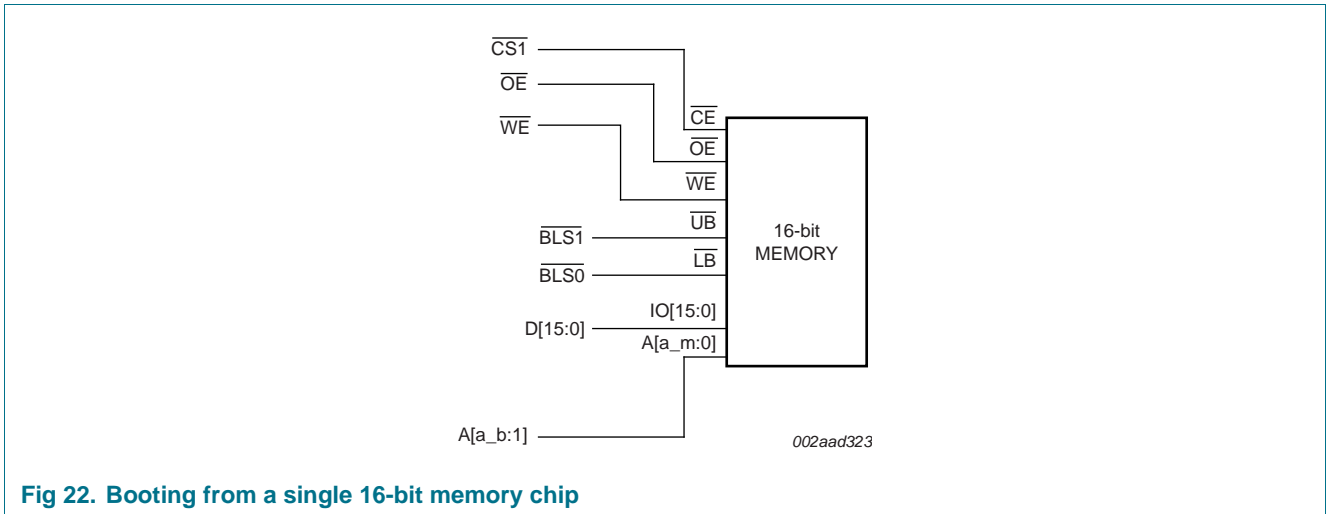 CS1
OE
WE
CE
OE
WE
UB
BLS1
16-bit
MEMORY
LB
BLS0
IO[15:0]
D[15:0]
A[a_m:0]
A[a_b:1]
002aad323
Fig 22. Booting from a single 16-bit memory chip